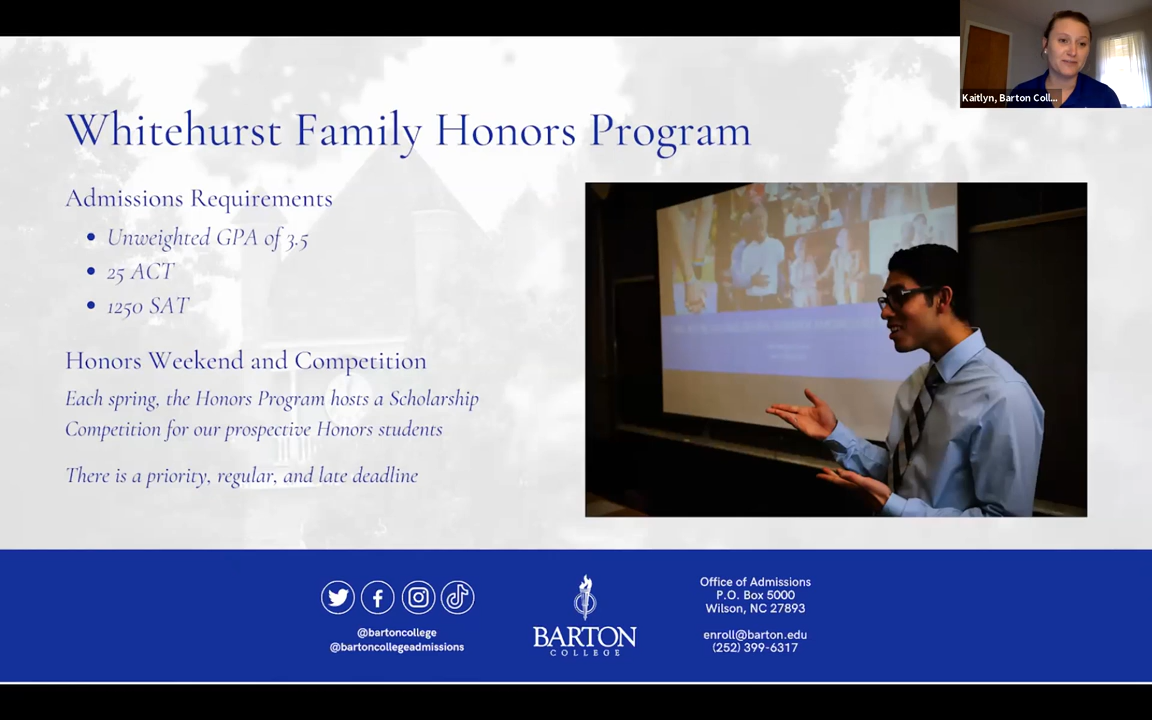 Kaitlyn, Barton Coll...
Whitehurst Family Honors Program
Admissions Requirements
• Unweighted GPA of 3.5
• 25 ACT
• 1250 SAT
Honors Weekend and Competition
Each spring, the Honors Program hosts a Scholarship
Competition for our prospective Honors students
There is a priority, regular, and late deadline
@bartoncollege
@bartoncollegeadmissions
BARTON
COLLEGE
Office of Admissions
P.O. Box 5000
Wilson, NC 27893
enroll@barton.edu
(252) 399-6317